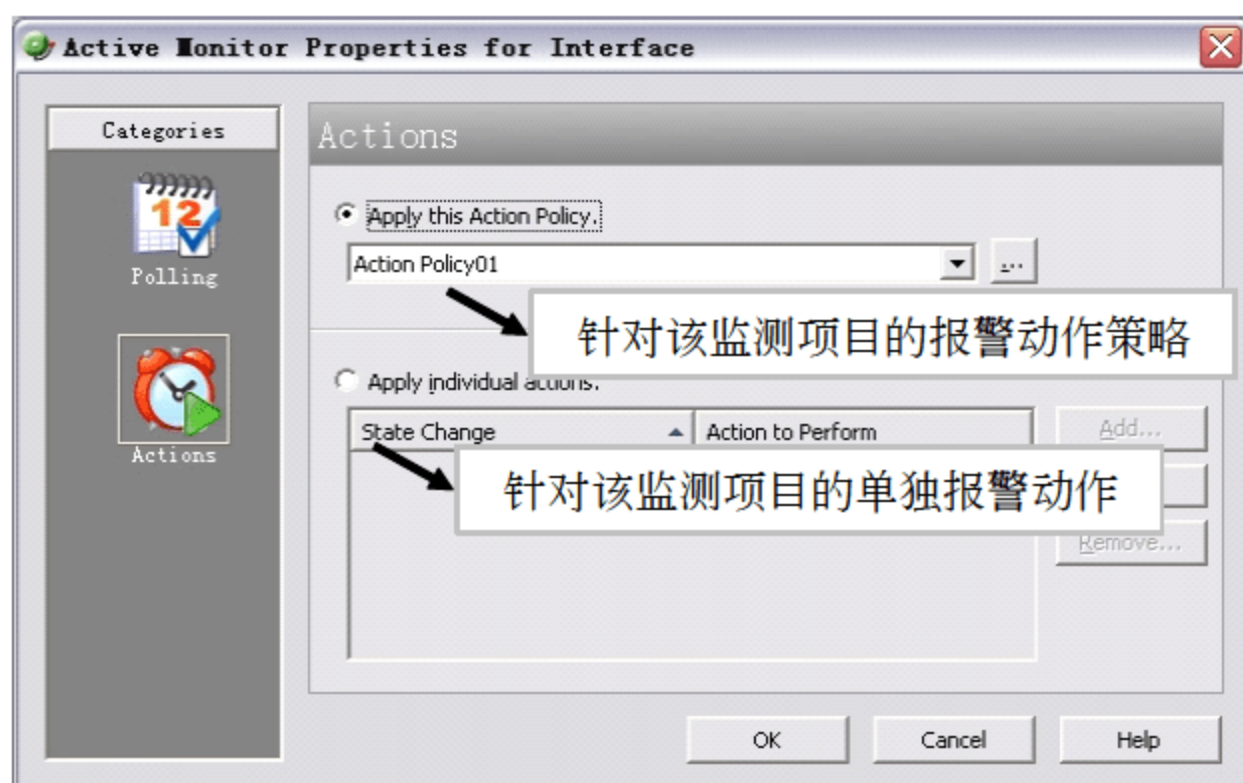 Active Monitor Properties for Interface
Categories
Polling
Actions
Actions
Apply this Action Policy.
Action Policy01
...
针对该监测项目的报警动作策略
Apply individual actions.
State Change Action to Perform
Add...
针对该监测项目的单独报警动作
Remove...
OK Cancel Help